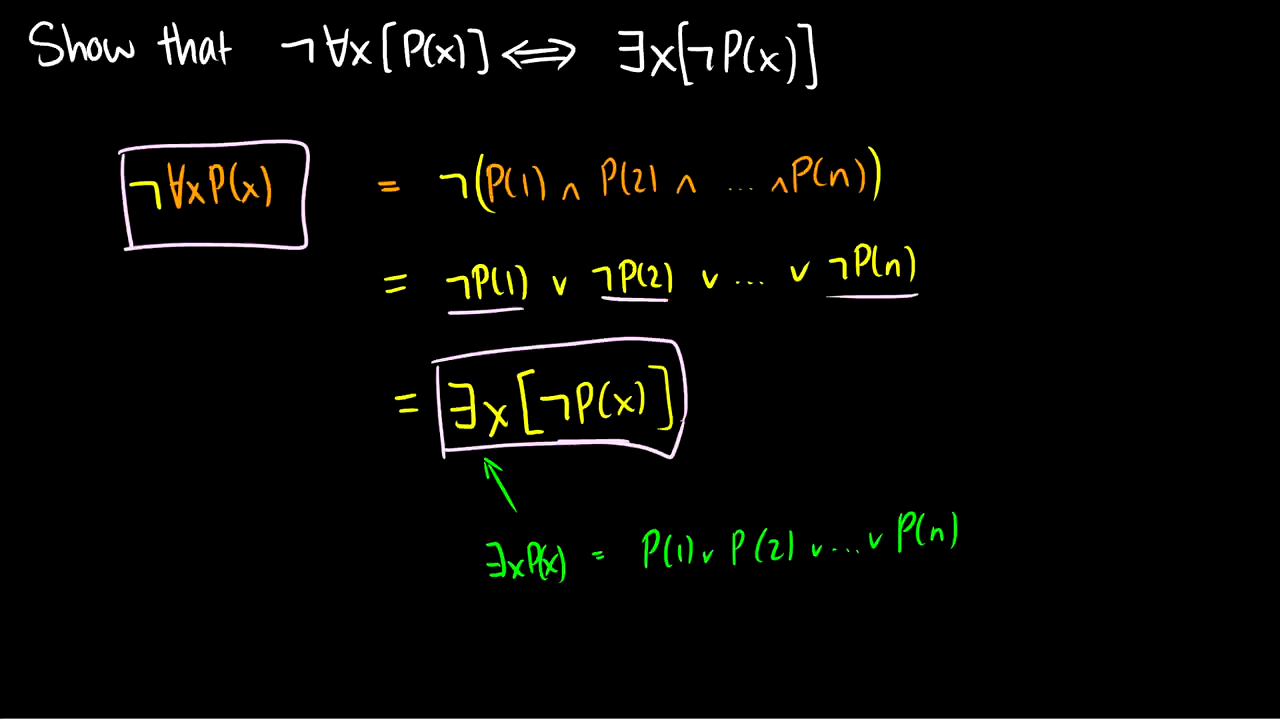 Show that ¬∀x[P(x)] ⟺ ∃x[¬P(x)]
¬∀xP(x) = ¬(P(1) ∧ P(2) ∧ ... ∧ P(n))
= ¬P(1) ∨ ¬P(2) ∨ ... ∨ ¬P(n)
= ∃x[¬P(x)]
∃xP(x) = P(1) ∨ P(2) ∨ ... ∨ P(n)